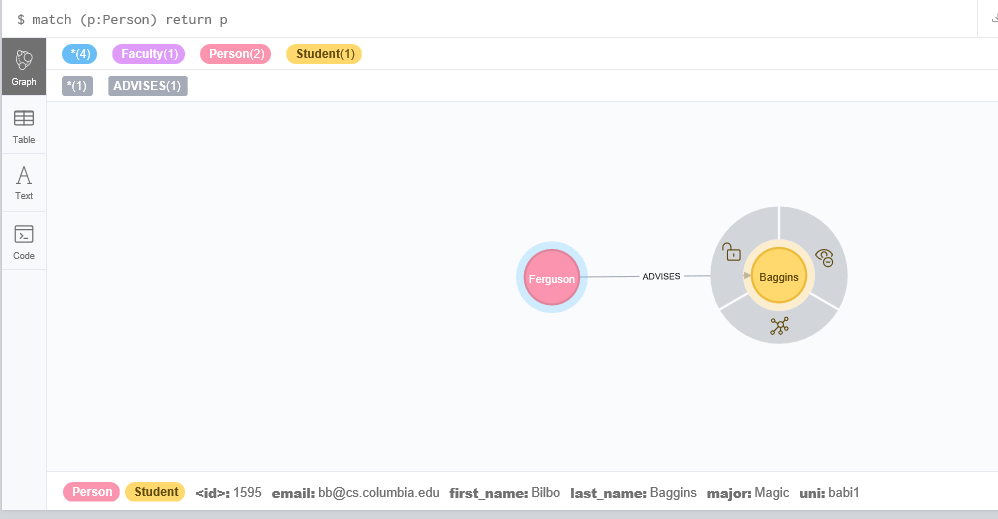 $ match (p:Person) return p
*(4) Faculty(1) Person(2) Student(1)
Graph
*(1) ADVISES(1)
Table
Text
Code
Ferguson ADVISES Baggins
Person Student <id>: 1595 email: bb@cs.columbia.edu first_name: Bilbo last_name: Baggins major: Magic uni: babi1